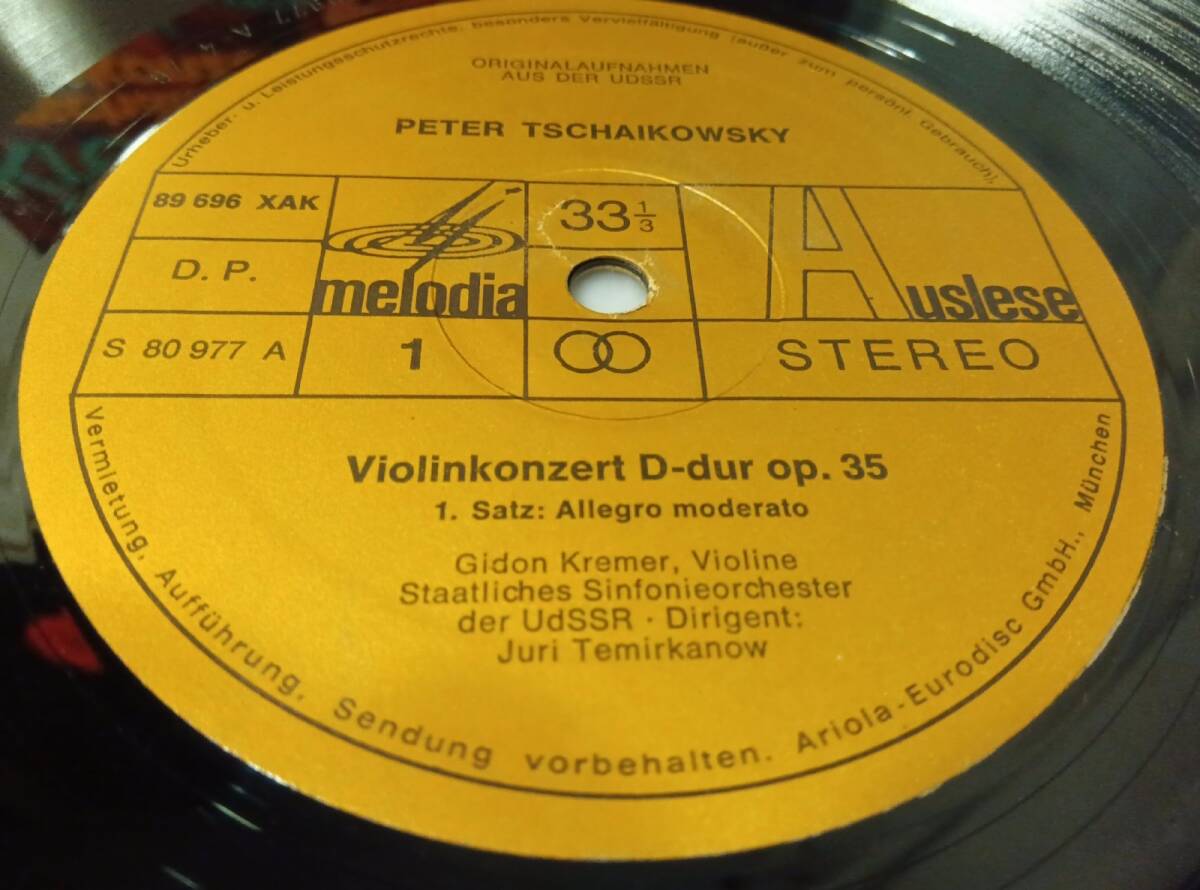 Urheber- u. Leistungsschutzrechte, besonders Vervielfältigung (außer zum persönl. Gebrauch),
ORIGINALAUFNAHMEN
AUS DER UDSSR
PETER TSCHAIKOWSKY
89 696 XAK
33 1/3
D. P.
melodia
Auslese
S 80 977 A
1
STEREO
Violinkonzert D-dur op. 35
1. Satz: Allegro moderato
Gidon Kremer, Violine
Staatliches Sinfonieorchester
der UdSSR · Dirigent:
Juri Temirkanow
Vermietung, Aufführung, Sendung vorbehalten. Ariola-Eurodisc GmbH., München